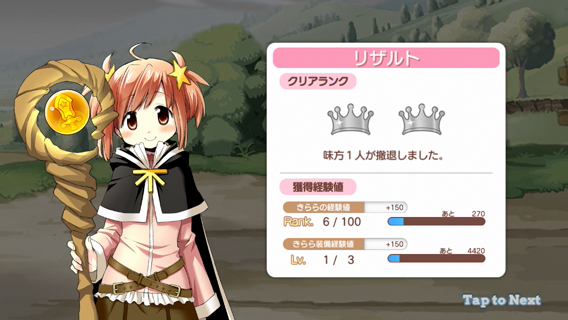 リザルト
クリアランク
味方1人が撤退しました。
獲得経験値
きららの経験値 +150
Rank. 6 / 100 あと 270
きらら装備経験値 +150
Lv. 1 / 3 あと 4420
Tap to Next